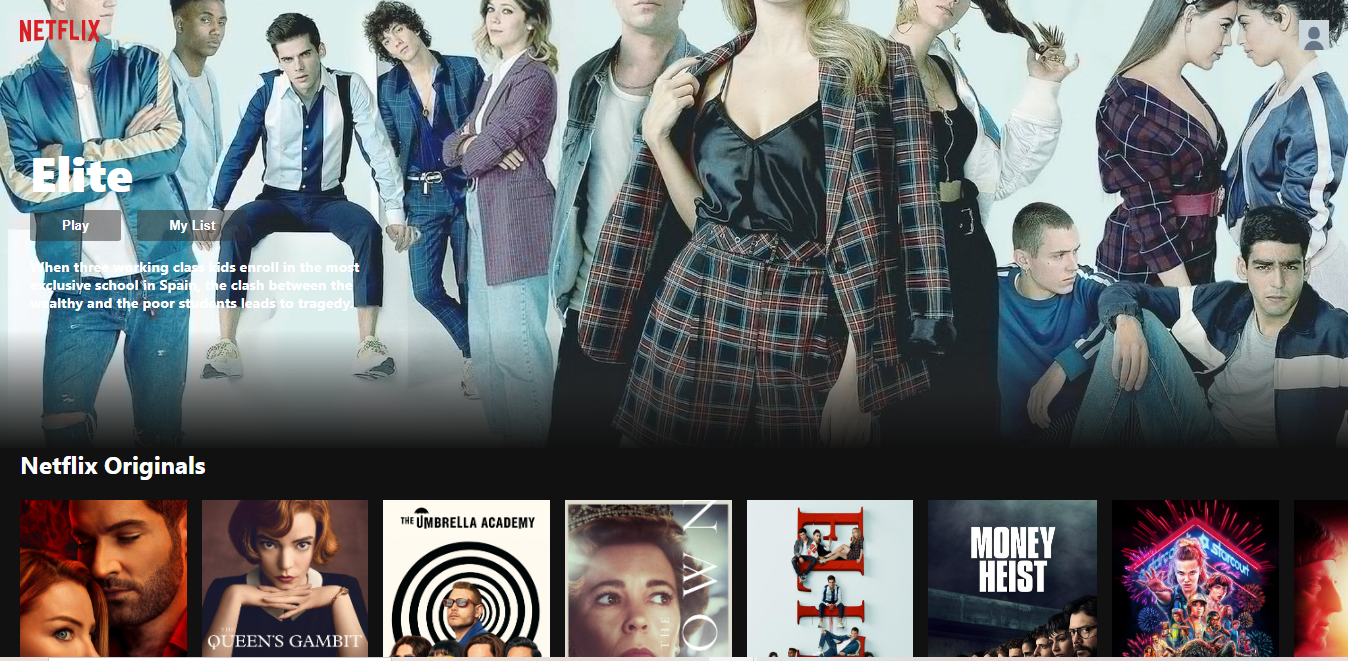 NETFLIX
Elite
Play
My List
When three working class kids enroll in the most
exclusive school in Spain, the clash between the
wealthy and the poor students leads to tragedy.
Netflix Originals
THE
QUEEN'S GAMBIT
THE UMBRELLA ACADEMY
THE
MONEY
HEIST
starcourt